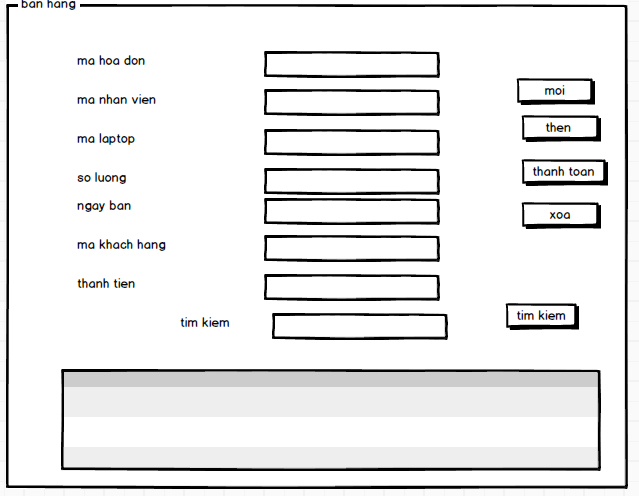 ban hang
ma hoa don
ma nhan vien
moi
then
ma laptop
thanh toan
so luong
ngay ban
xoa
ma khach hang
thanh tien
tim kiem
tim kiem